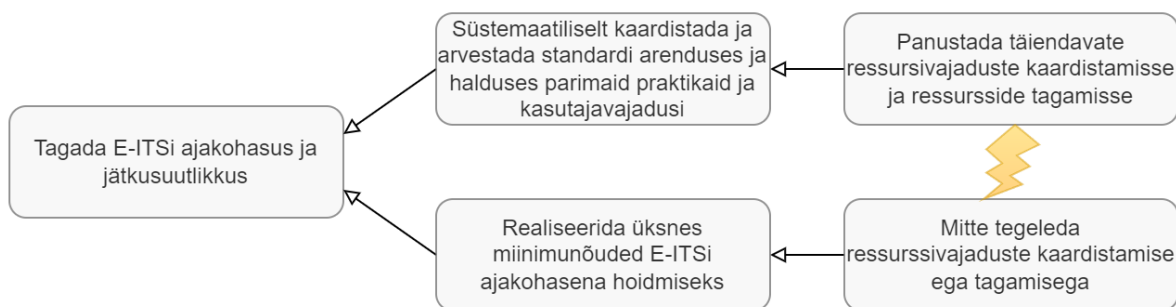 Tagada E-ITSi ajakohasus ja
jätkusuutlikkus
Süstemaatiliselt kaardistada ja
arvestada standardi arenduses ja
halduses parimaid praktikaid ja
kasutajavajadusi
Panustada täiendavate
ressursivajaduste kaardistamisse
ja ressursside tagamisse
Realiseerida üksnes
miinimunõuded E-ITSi
ajakohasena hoidmiseks
Mitte tegeleda
ressurssivajaduste kaardistamise
ega tagamisega